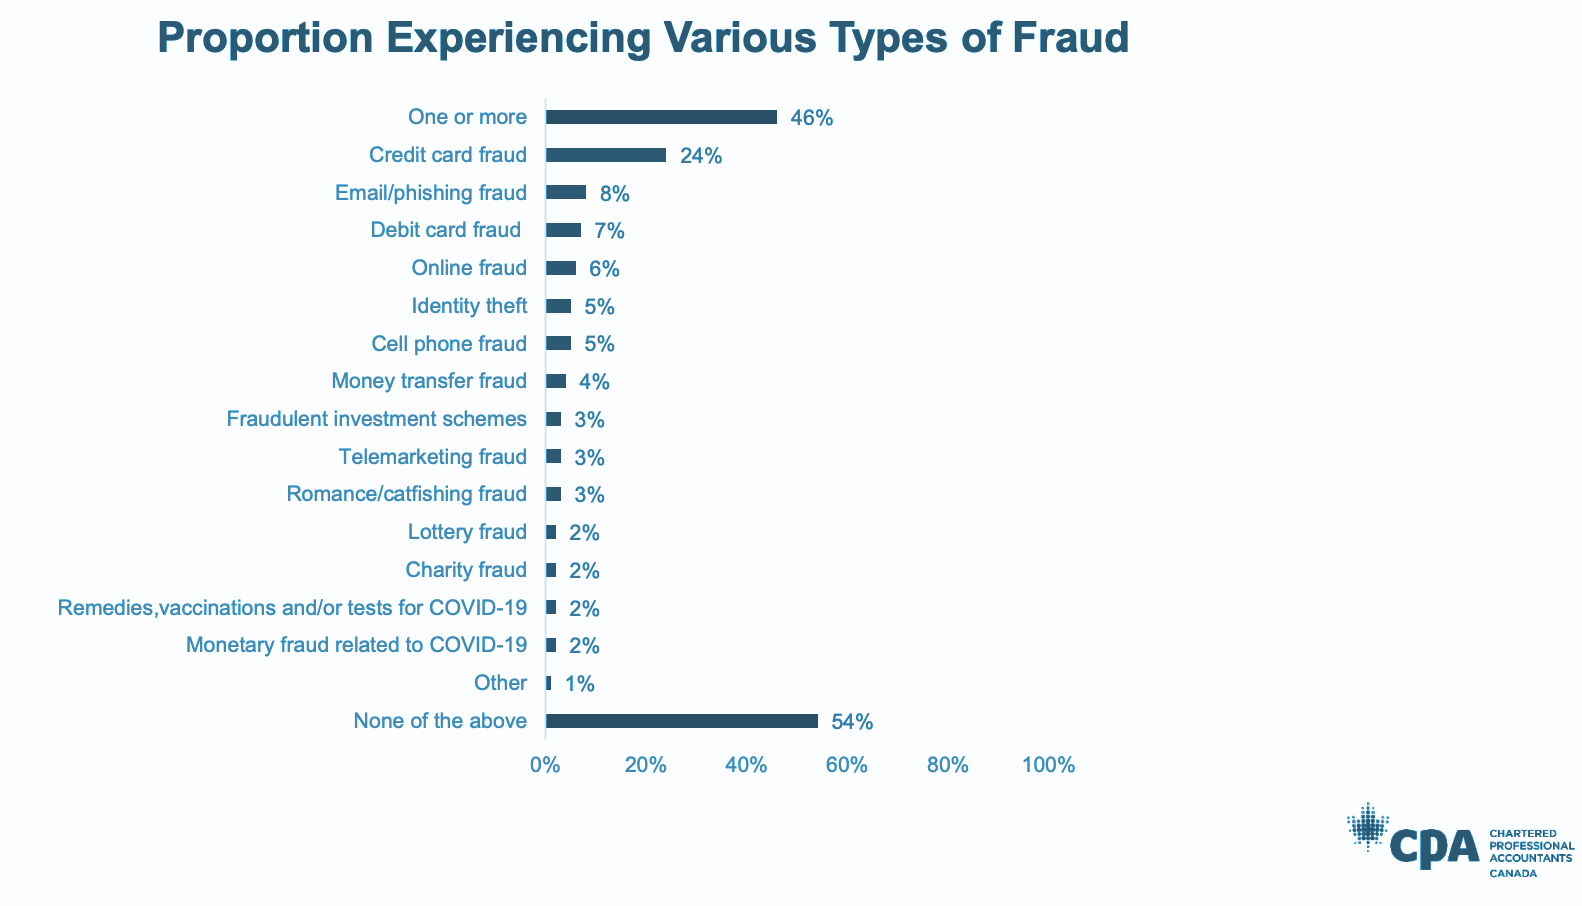 Proportion Experiencing Various Types of Fraud
One or more 46%
Credit card fraud 24%
Email/phishing fraud 8%
Debit card fraud 7%
Online fraud 6%
Identity theft 5%
Cell phone fraud 5%
Money transfer fraud 4%
Fraudulent investment schemes 3%
Telemarketing fraud 3%
Romance/catfishing fraud 3%
Lottery fraud 2%
Charity fraud 2%
Remedies,vaccinations and/or tests for COVID-19 2%
Monetary fraud related to COVID-19 2%
Other 1%
None of the above 54%
0% 20% 40% 60% 80% 100%
CPA
CHARTERED
PROFESSIONAL
ACCOUNTANTS
CANADA